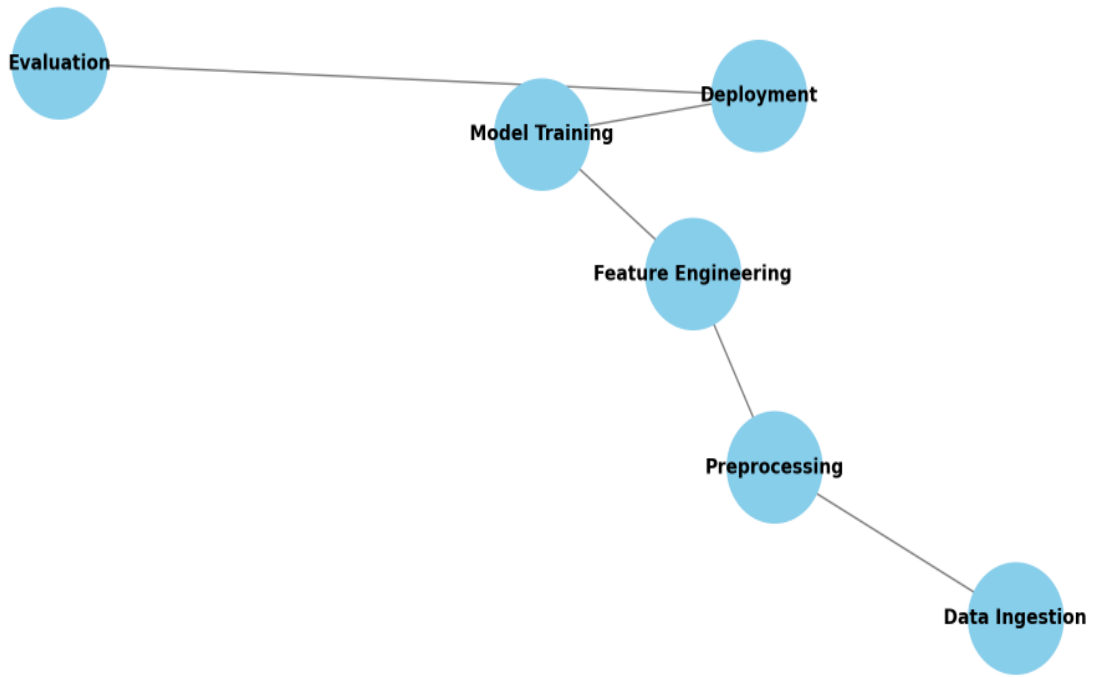 Evaluation
Deployment
Model Training
Feature Engineering
Preprocessing
Data Ingestion